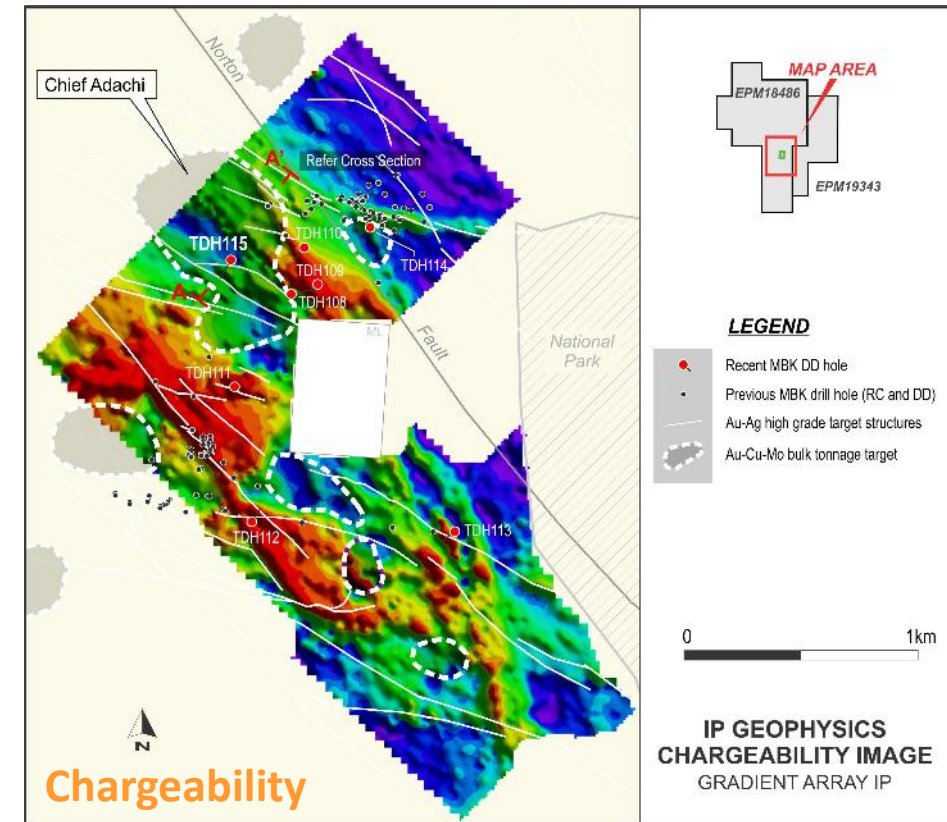 Norton
Chief Adachi
A'
Refer Cross Section
TDH110
TDH115
TDH109
TDH114
A
TDH108
ML
Fault
National
Park
TDH111
TDH112
TDH113
N
Chargeability
MAP AREA
EPM18486
EPM19343
LEGEND
Recent MBK DD hole
Previous MBK drill hole (RC and DD)
Au-Ag high grade target structures
Au-Cu-Mo bulk tonnage target
0 1km
IP GEOPHYSICS
CHARGEABILITY IMAGE
GRADIENT ARRAY IP